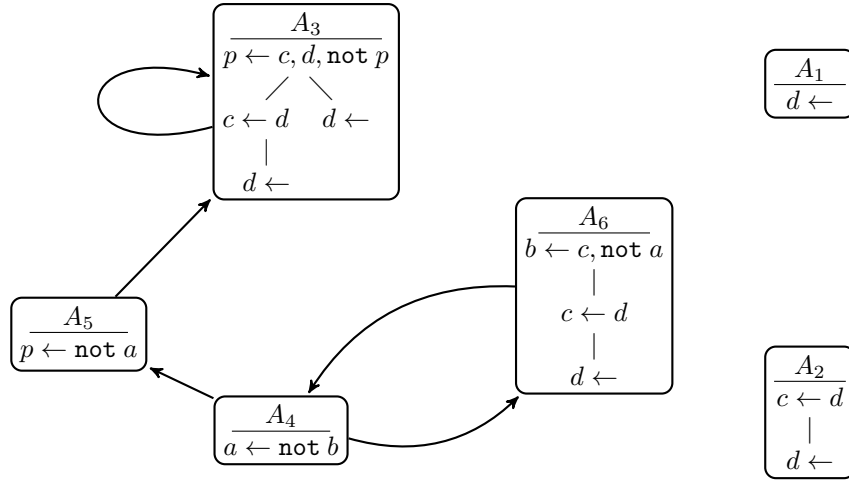 A₃
p ← c, d, not p
c ← d d ←
d ←
A₁
d ←
A₆
b ← c, not a
c ← d
d ←
A₅
p ← not a
A₄
a ← not b
A₂
c ← d
d ←